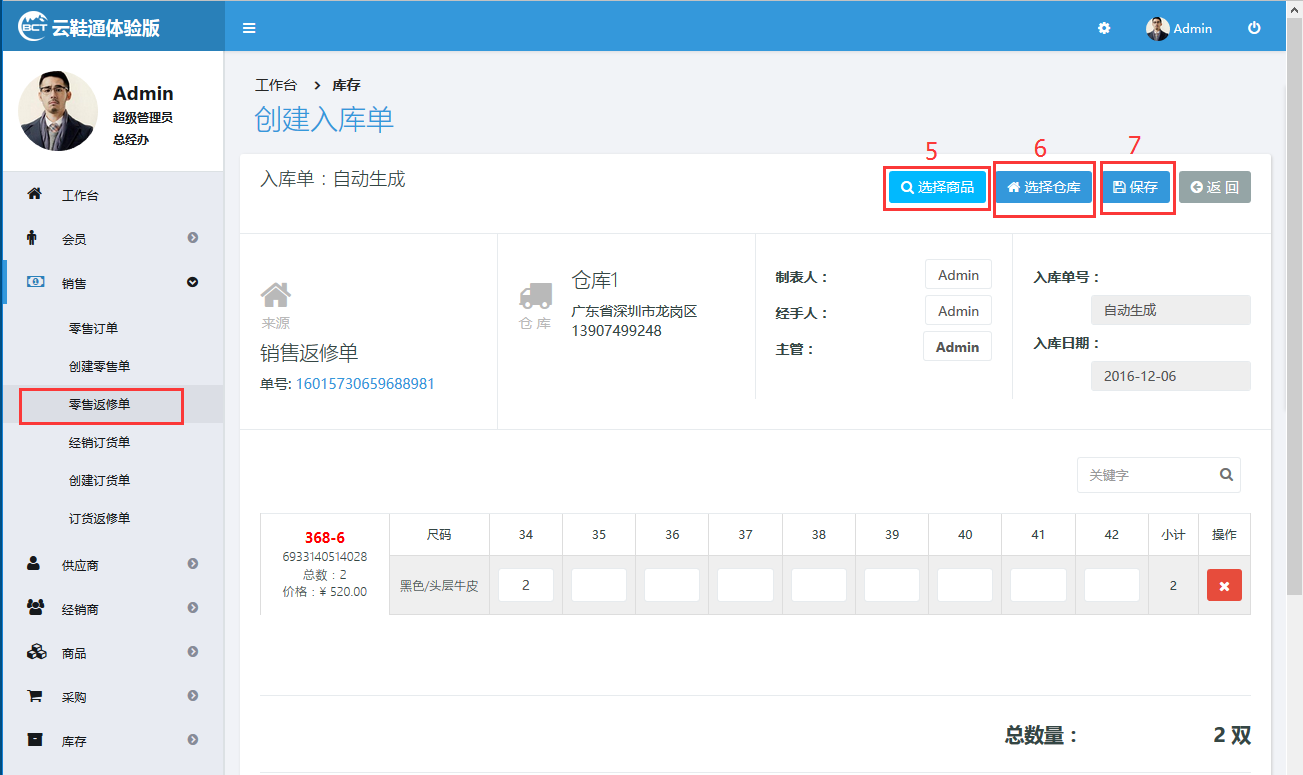 BCT 云鞋通体验版
Admin
Admin
超级管理员
总经办
工作台
会员
销售
零售订单
创建零售单
零售返修单
经销订货单
创建订货单
订货返修单
供应商
经销商
商品
采购
库存
工作台 > 库存
创建入库单
5 6 7
入库单：自动生成
选择商品 选择仓库 保存 返 回
来源
销售返修单
单号: 16015730659688981
仓 库
仓库1
广东省深圳市龙岗区
13907499248
制表人： Admin
经手人： Admin
主管： Admin
入库单号：
自动生成
入库日期：
2016-12-06
关键字
368-6
6933140514028
总数：2
价格：¥ 520.00
尺码 34 35 36 37 38 39 40 41 42 小计 操作
黑色/头层牛皮 2 2
总数量： 2 双